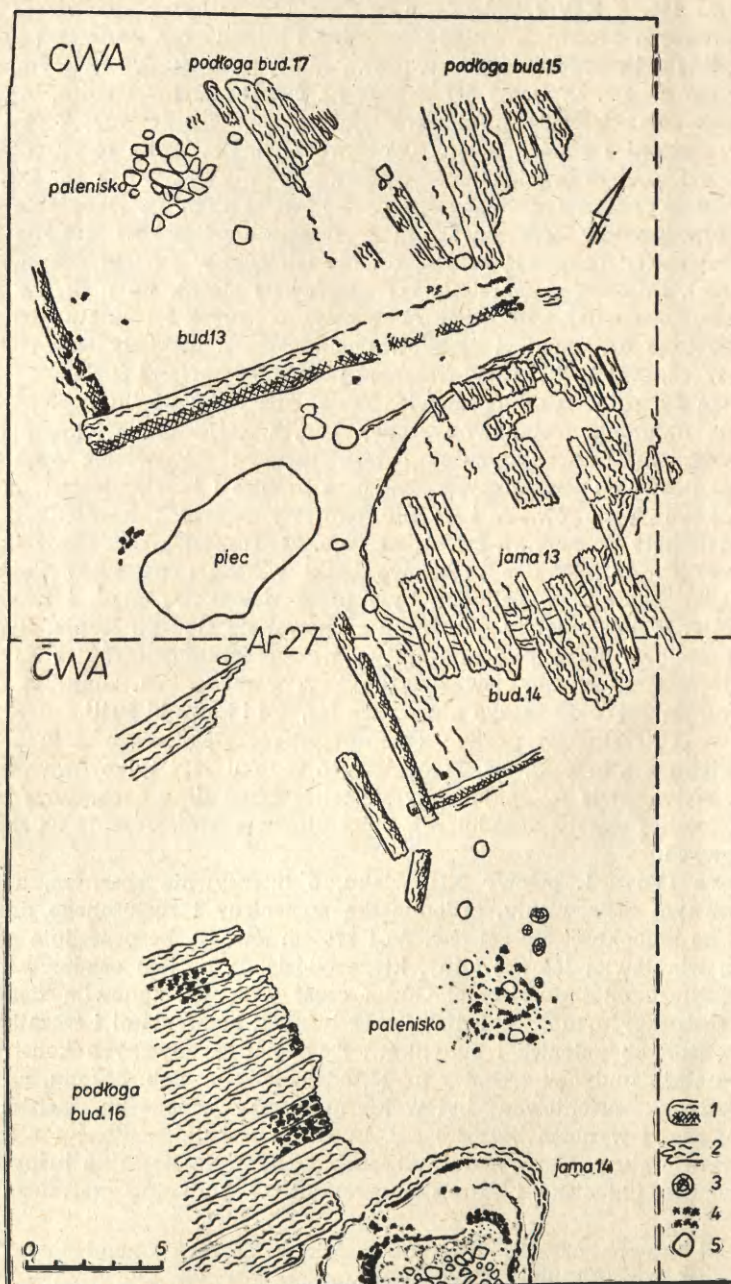 CWA
podłoga bud.17
podłoga bud.15
palenisko
bud.13
piec
jama 13
Ar 27
ĆWA
bud.14
palenisko
podłoga
bud.16
jama 14
0 5
1
2
3
4
5